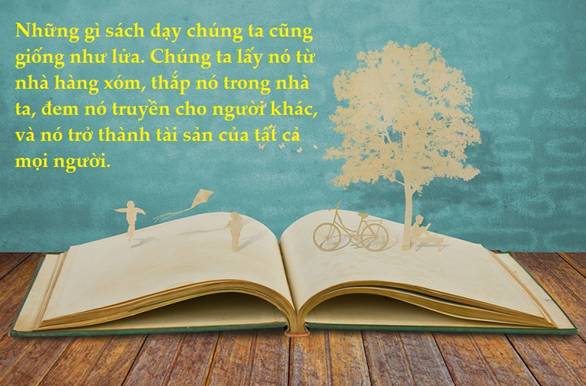 Những gì sách dạy chúng ta cũng
giống như lửa. Chúng ta lấy nó từ
nhà hàng xóm, thắp nó trong nhà
ta, đem nó truyền cho người khác,
và nó trở thành tài sản của tất cả
mọi người.